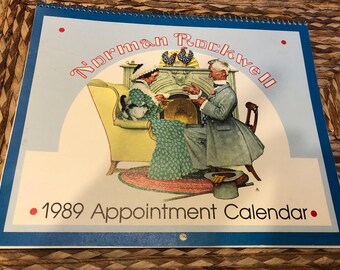 Norman Rockwell
1989 Appointment Calendar